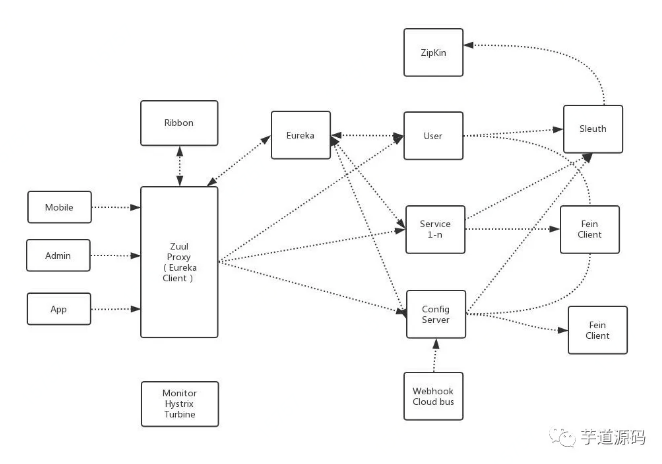 ZipKin
Ribbon
Eureka
User
Sleuth
Mobile
Admin
App
Zuul
Proxy
( Eureka
Client )
Service
1-n
Fein
Client
Config
Server
Fein
Client
Monitor
Hystrix
Turbine
Webhook
Cloud bus
芋道源码